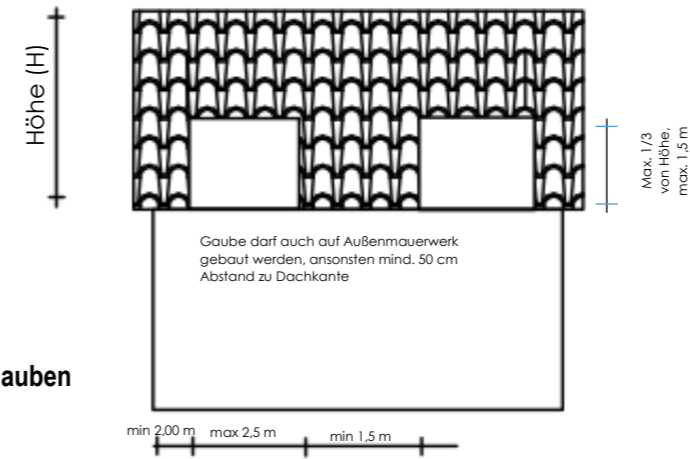 Höhe (H)
Max. 1/3
von Höhe,
max. 1,5 m
Gaube darf auch auf Außenmauerwerk
gebaut werden, ansonsten mind. 50 cm
Abstand zu Dachkante
auben
min 2,00 m
max 2,5 m
min 1,5 m